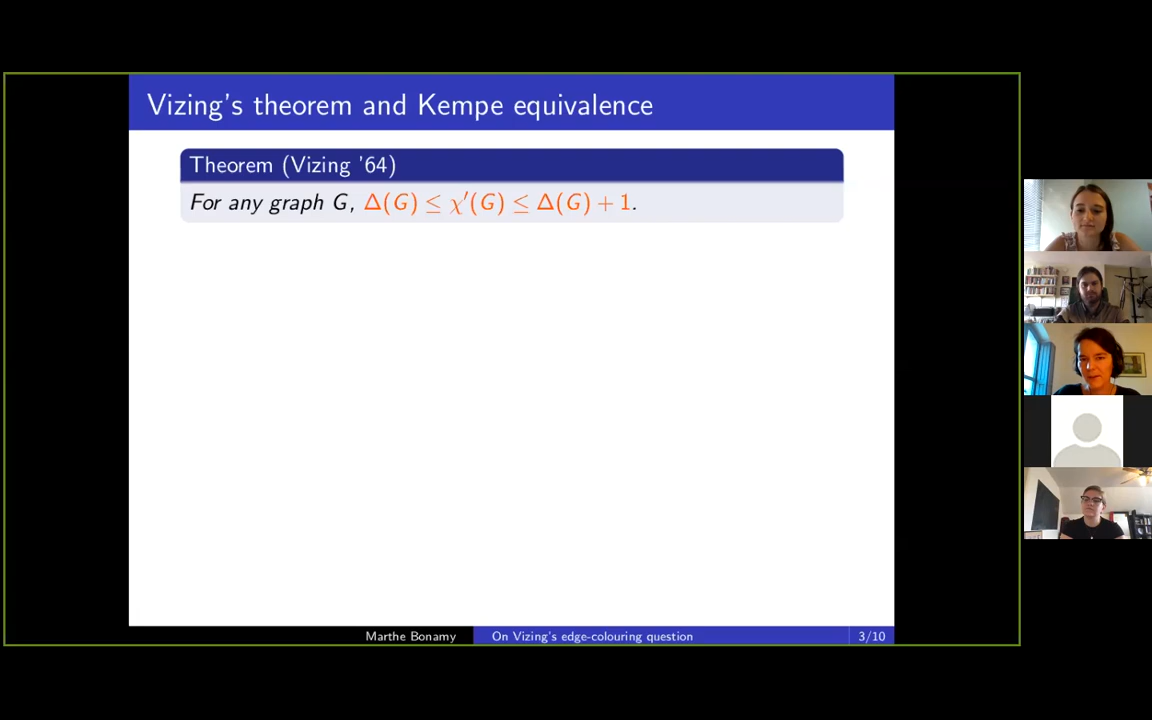 Vizing's theorem and Kempe equivalence
Theorem (Vizing '64)
For any graph G, Δ(G) ≤ χ′(G) ≤ Δ(G) + 1.
Marthe Bonamy
On Vizing's edge-colouring question
3/10